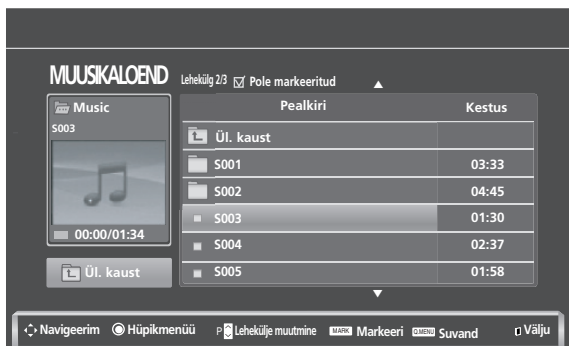 MUUSIKALOEND Lehekülg 2/3 Pole markeeritud
Music
S003
00:00/01:34
Ül. kaust
Pealkiri Kestus
Ül. kaust
S001 03:33
S002 04:45
S003 01:30
S004 02:37
S005 01:58
Navigeerim Hüpikmenüü P Lehekülje muutmine MARK Markeeri Q.MENU Suvand Välju